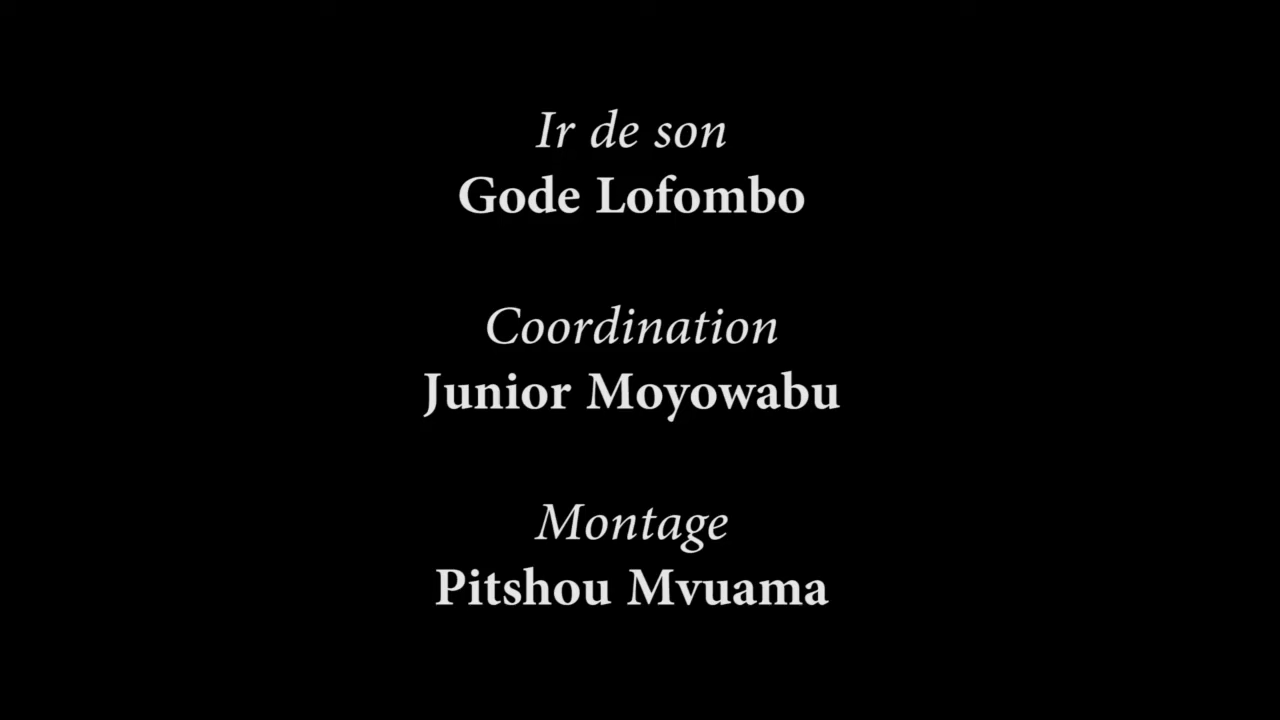 Ir de son
Gode Lofombo
Coordination
Junior Moyowabu
Montage
Pitshou Mvuama